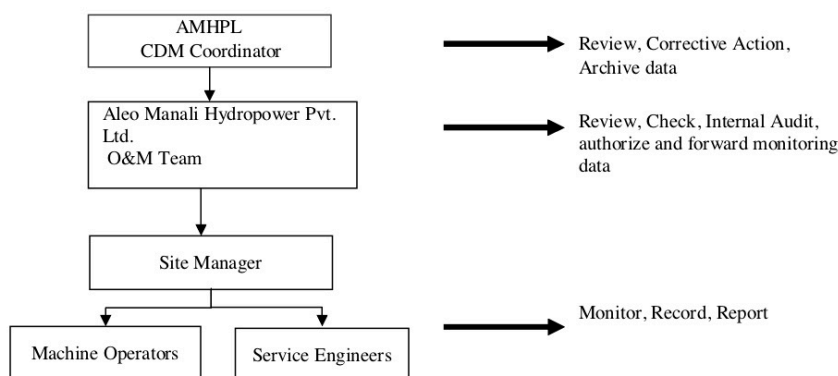 AMHPL
CDM Coordinator
Review, Corrective Action,
Archive data
Aleo Manali Hydropower Pvt.
Ltd.
O&M Team
Review, Check, Internal Audit,
authorize and forward monitoring
data
Site Manager
Monitor, Record, Report
Machine Operators
Service Engineers